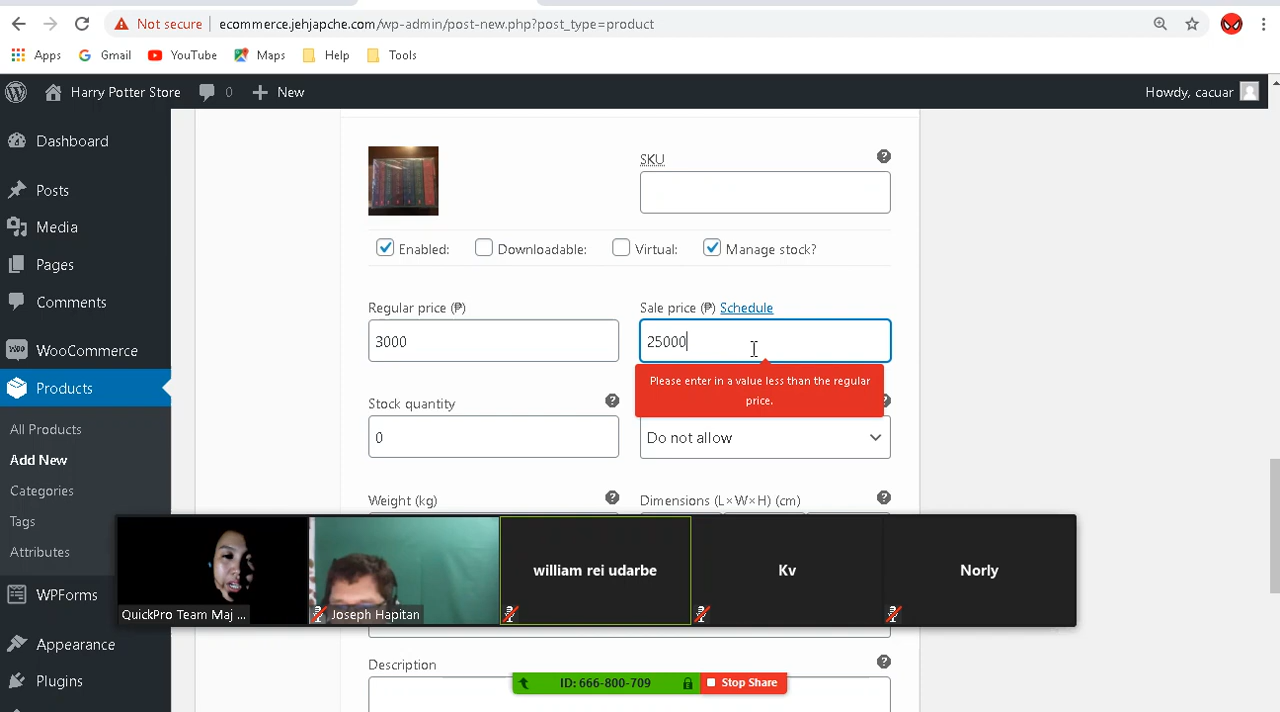 Not secure
ecommerce.jehjapche.com/wp-admin/post-new.php?post_type=product
Apps
Gmail
YouTube
Maps
Help
Tools
Harry Potter Store
0
New
Howdy, cacuar
Dashboard
Posts
Media
Pages
Comments
WooCommerce
Products
All Products
Add New
Categories
Tags
Attributes
WPForms
Appearance
Plugins
SKU
Enabled:
Downloadable:
Virtual:
Manage stock?
Regular price (₱)
3000
Sale price (₱) Schedule
25000
Please enter in a value less than the regular
price.
Stock quantity
0
Do not allow
Weight (kg)
Dimensions (L×W×H) (cm)
QuickPro Team Maj ...
Joseph Hapitan
william rei udarbe
Kv
Norly
Description
ID: 666-800-709
Stop Share